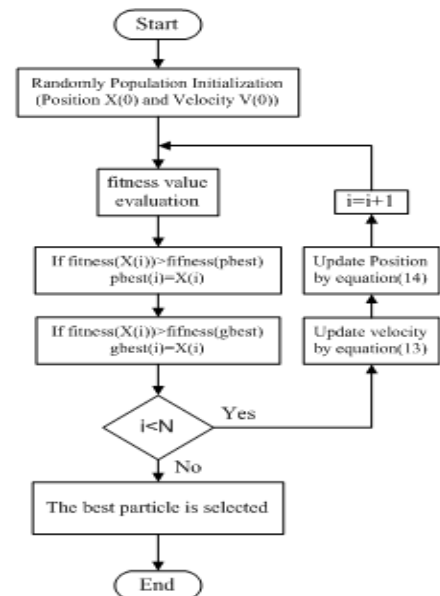 Start
Randomly Population Initialization
(Position X(0) and Velocity V(0))
fitness value
evaluation
If fitness(X(i))>fifness(pbest)
pbest(i)=X(i)
If fitness(X(i))>fifness(gbest)
gbest(i)=X(i)
i<N
Yes
No
The best particle is selected
End
i=i+1
Update Position
by equation(14)
Update velocity
by equation(13)